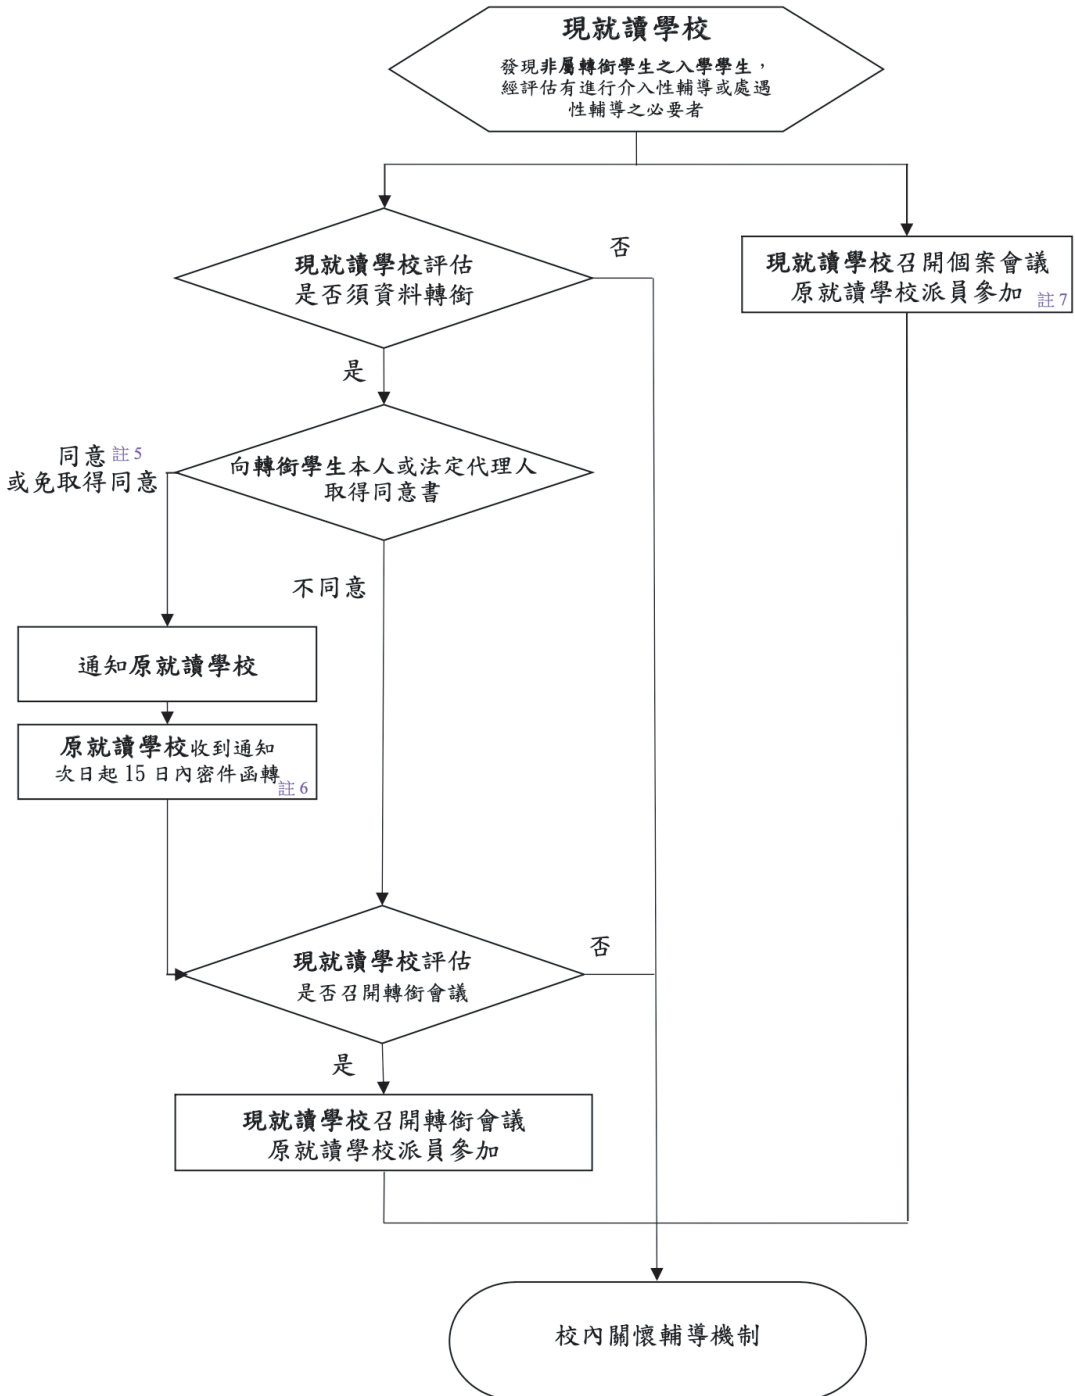 現就讀學校
發現非屬轉銜學生之入學學生，
經評估有進行介入性輔導或處遇
性輔導之必要者
現就讀學校評估
是否須資料轉銜
否
現就讀學校召開個案會議
原就讀學校派員參加 註 7
是
同意 註 5
或免取得同意
向轉銜學生本人或法定代理人
取得同意書
不同意
通知原就讀學校
原就讀學校收到通知
次日起 15 日內密件函轉
註 6
現就讀學校評估
是否召開轉銜會議
否
是
現就讀學校召開轉銜會議
原就讀學校派員參加
校內關懷輔導機制